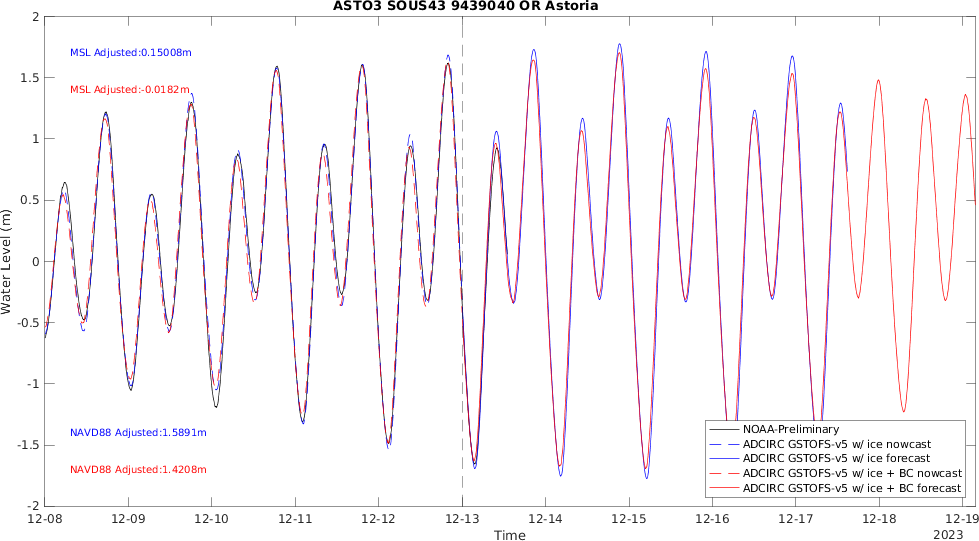 ASTO3 SOUS43 9439040 OR Astoria
2
1.5
1
0.5
0
-0.5
-1
-1.5
-2
Water Level (m)
MSL Adjusted:0.15008m
MSL Adjusted:-0.0182m
NAVD88 Adjusted:1.5891m
NAVD88 Adjusted:1.4208m
NOAA-Preliminary
ADCIRC GSTOFS-v5 w/ ice nowcast
ADCIRC GSTOFS-v5 w/ ice forecast
ADCIRC GSTOFS-v5 w/ ice + BC nowcast
ADCIRC GSTOFS-v5 w/ ice + BC forecast
12-08 12-09 12-10 12-11 12-12 12-13 12-14 12-15 12-16 12-17 12-18 12-19
Time
2023